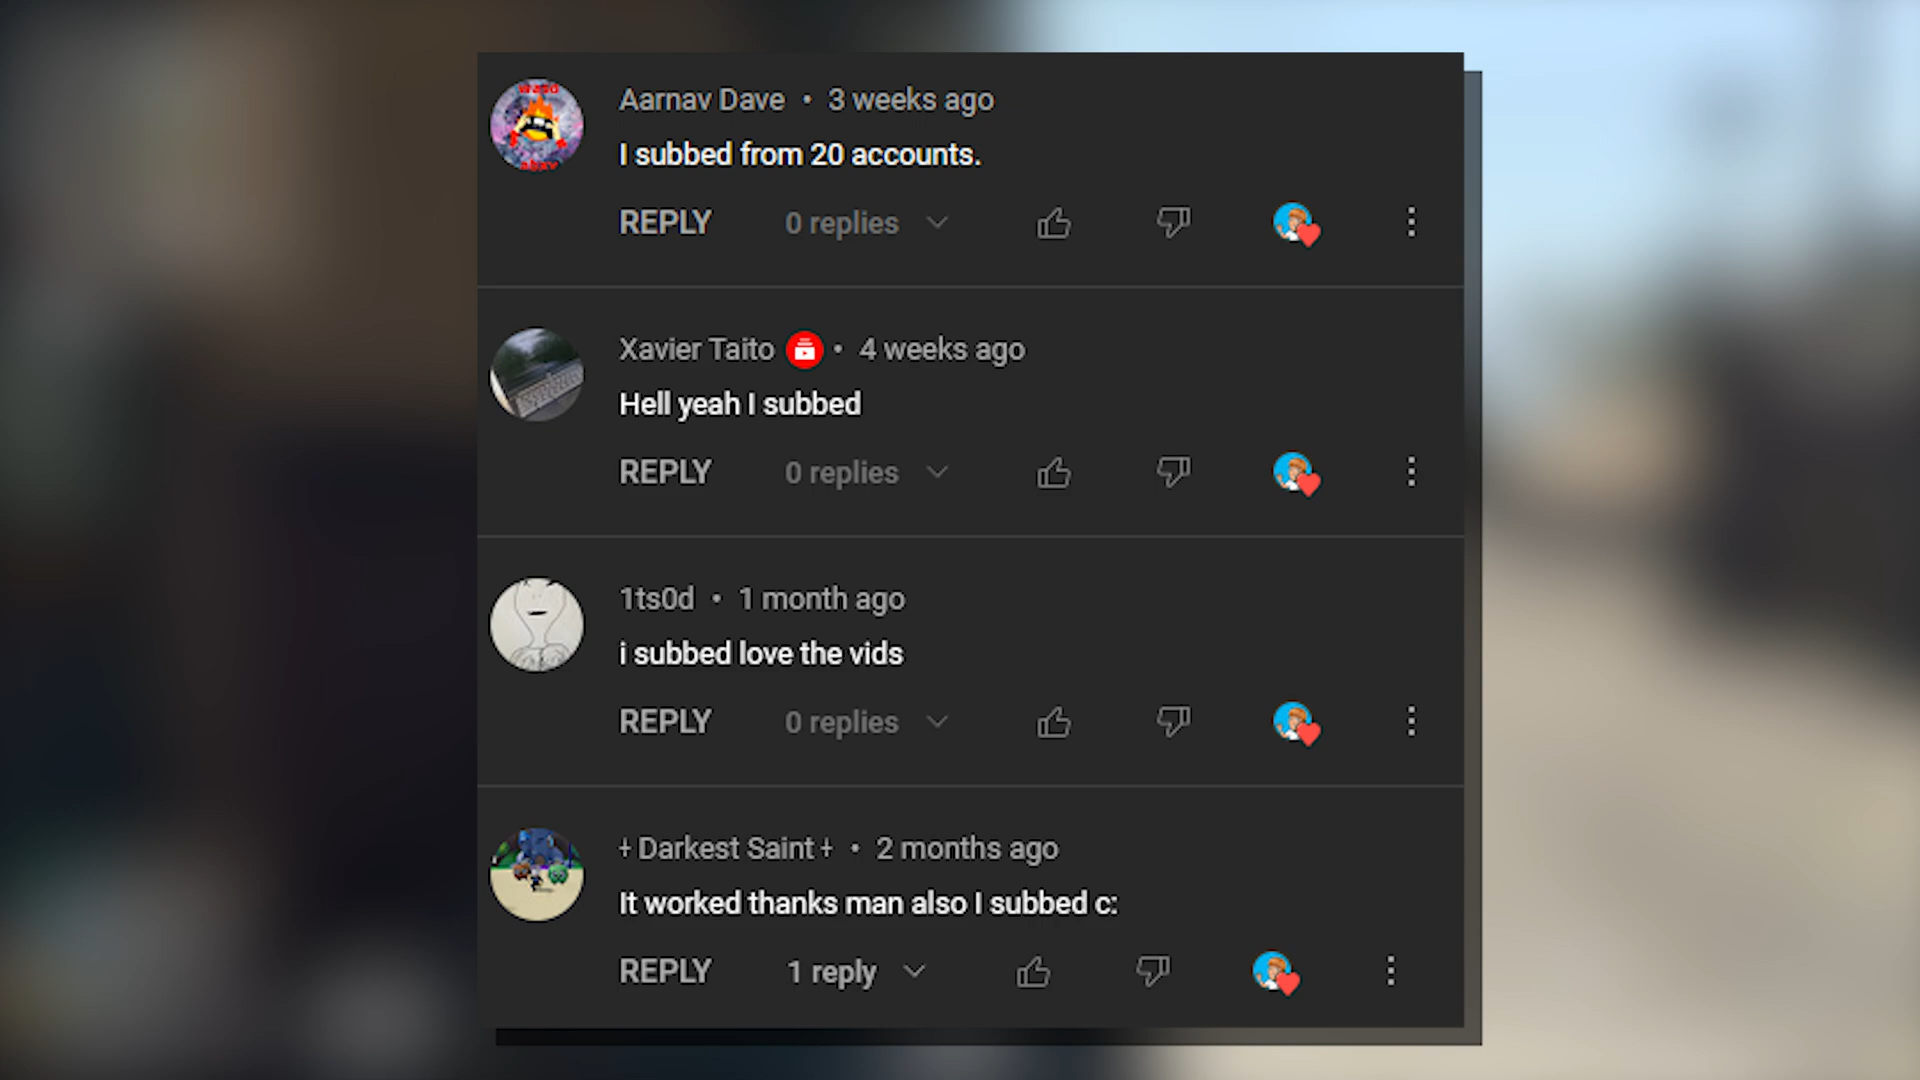 Aarnav Dave • 3 weeks ago
I subbed from 20 accounts.
REPLY 0 replies
Xavier Taito • 4 weeks ago
Hell yeah I subbed
REPLY 0 replies
1ts0d • 1 month ago
i subbed love the vids
REPLY 0 replies
⸸ Darkest Saint ⸸ • 2 months ago
It worked thanks man also I subbed c:
REPLY 1 reply